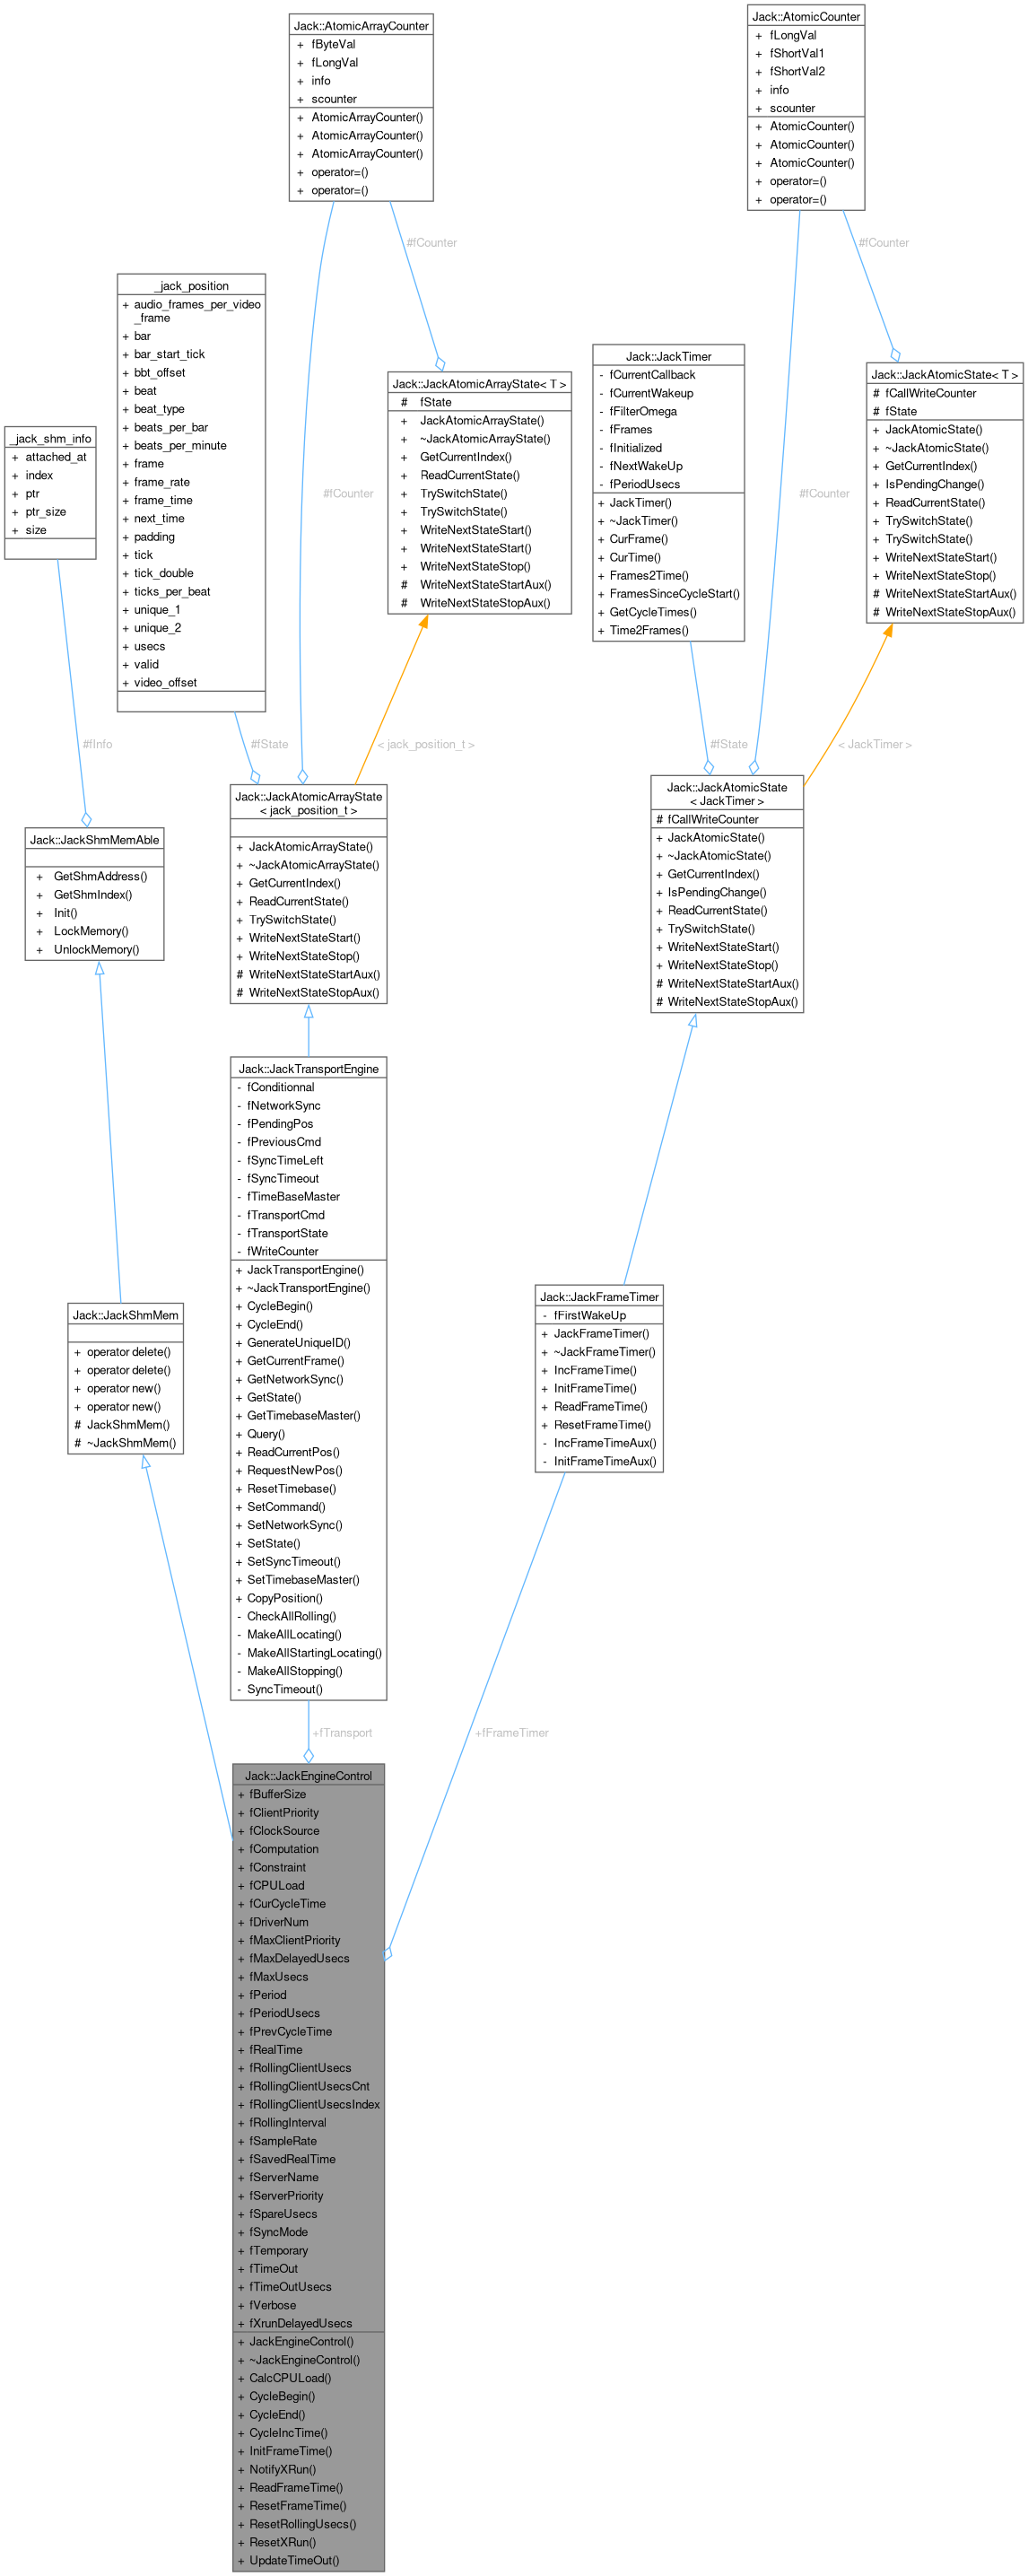 Jack::AtomicArrayCounter
+ fByteVal
+ fLongVal
+ info
+ scounter
+ AtomicArrayCounter()
+ AtomicArrayCounter()
+ AtomicArrayCounter()
+ operator=()
+ operator=()
Jack::AtomicCounter
+ fLongVal
+ fShortVal1
+ fShortVal2
+ info
+ scounter
+ AtomicCounter()
+ AtomicCounter()
+ AtomicCounter()
+ operator=()
+ operator=()
#fCounter
#fCounter
_jack_position
+ audio_frames_per_video
_frame
+ bar
+ bar_start_tick
+ bbt_offset
+ beat
+ beat_type
+ beats_per_bar
+ beats_per_minute
+ frame
+ frame_rate
+ frame_time
+ next_time
+ padding
+ tick
+ tick_double
+ ticks_per_beat
+ unique_1
+ unique_2
+ usecs
+ valid
+ video_offset
Jack::JackAtomicArrayState< T >
# fState
+ JackAtomicArrayState()
+ ~JackAtomicArrayState()
+ GetCurrentIndex()
+ ReadCurrentState()
+ TrySwitchState()
+ TrySwitchState()
+ WriteNextStateStart()
+ WriteNextStateStart()
+ WriteNextStateStop()
# WriteNextStateStartAux()
# WriteNextStateStopAux()
Jack::JackTimer
- fCurrentCallback
- fCurrentWakeup
- fFilterOmega
- fFrames
- fInitialized
- fNextWakeUp
- fPeriodUsecs
+ JackTimer()
+ ~JackTimer()
+ CurFrame()
+ CurTime()
+ Frames2Time()
+ FramesSinceCycleStart()
+ GetCycleTimes()
+ Time2Frames()
Jack::JackAtomicState< T >
# fCallWriteCounter
# fState
+ JackAtomicState()
+ ~JackAtomicState()
+ GetCurrentIndex()
+ IsPendingChange()
+ ReadCurrentState()
+ TrySwitchState()
+ TrySwitchState()
+ WriteNextStateStart()
+ WriteNextStateStop()
# WriteNextStateStartAux()
# WriteNextStateStopAux()
_jack_shm_info
+ attached_at
+ index
+ ptr
+ ptr_size
+ size
#fCounter
#fCounter
#fInfo
#fState
< jack_position_t >
#fState
< JackTimer >
Jack::JackShmMemAble
+ GetShmAddress()
+ GetShmIndex()
+ Init()
+ LockMemory()
+ UnlockMemory()
Jack::JackAtomicArrayState
< jack_position_t >
+ JackAtomicArrayState()
+ ~JackAtomicArrayState()
+ GetCurrentIndex()
+ ReadCurrentState()
+ TrySwitchState()
+ WriteNextStateStart()
+ WriteNextStateStop()
# WriteNextStateStartAux()
# WriteNextStateStopAux()
Jack::JackAtomicState
< JackTimer >
# fCallWriteCounter
+ JackAtomicState()
+ ~JackAtomicState()
+ GetCurrentIndex()
+ IsPendingChange()
+ ReadCurrentState()
+ TrySwitchState()
+ WriteNextStateStart()
+ WriteNextStateStop()
# WriteNextStateStartAux()
# WriteNextStateStopAux()
Jack::JackTransportEngine
- fConditionnal
- fNetworkSync
- fPendingPos
- fPreviousCmd
- fSyncTimeLeft
- fSyncTimeout
- fTimeBaseMaster
- fTransportCmd
- fTransportState
- fWriteCounter
+ JackTransportEngine()
+ ~JackTransportEngine()
+ CycleBegin()
+ CycleEnd()
+ GenerateUniqueID()
+ GetCurrentFrame()
+ GetNetworkSync()
+ GetState()
+ GetTimebaseMaster()
+ Query()
+ ReadCurrentPos()
+ RequestNewPos()
+ ResetTimebase()
+ SetCommand()
+ SetNetworkSync()
+ SetState()
+ SetSyncTimeout()
+ SetTimebaseMaster()
+ CopyPosition()
- CheckAllRolling()
- MakeAllLocating()
- MakeAllStartingLocating()
- MakeAllStopping()
- SyncTimeout()
Jack::JackShmMem
+ operator delete()
+ operator delete()
+ operator new()
+ operator new()
# JackShmMem()
# ~JackShmMem()
Jack::JackFrameTimer
- fFirstWakeUp
+ JackFrameTimer()
+ ~JackFrameTimer()
+ IncFrameTime()
+ InitFrameTime()
+ ReadFrameTime()
+ ResetFrameTime()
- IncFrameTimeAux()
- InitFrameTimeAux()
+fTransport
+fFrameTimer
Jack::JackEngineControl
+ fBufferSize
+ fClientPriority
+ fClockSource
+ fComputation
+ fConstraint
+ fCPULoad
+ fCurCycleTime
+ fDriverNum
+ fMaxClientPriority
+ fMaxDelayedUsecs
+ fMaxUsecs
+ fPeriod
+ fPeriodUsecs
+ fPrevCycleTime
+ fRealTime
+ fRollingClientUsecs
+ fRollingClientUsecsCnt
+ fRollingClientUsecsIndex
+ fRollingInterval
+ fSampleRate
+ fSavedRealTime
+ fServerName
+ fServerPriority
+ fSpareUsecs
+ fSyncMode
+ fTemporary
+ fTimeOut
+ fTimeOutUsecs
+ fVerbose
+ fXrunDelayedUsecs
+ JackEngineControl()
+ ~JackEngineControl()
+ CalcCPULoad()
+ CycleBegin()
+ CycleEnd()
+ CycleIncTime()
+ InitFrameTime()
+ NotifyXRun()
+ ReadFrameTime()
+ ResetFrameTime()
+ ResetRollingUsecs()
+ ResetXRun()
+ UpdateTimeOut()